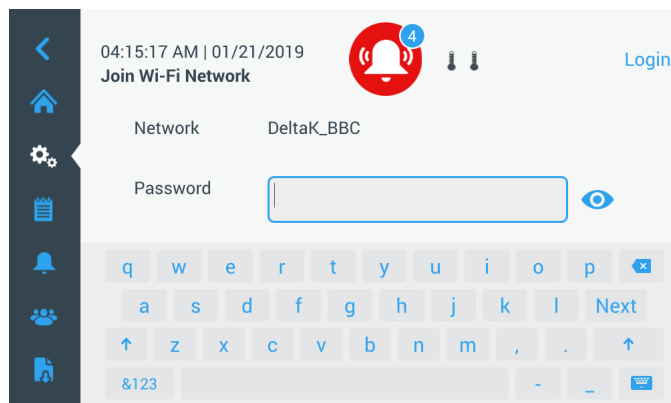 04:15:17 AM | 01/21/2019
4
Login
Join Wi-Fi Network
Network DeltaK_BBC
Password
q w e r t y u i o p
a s d f g h j k l Next
z x c v b n m , .
&123 - _